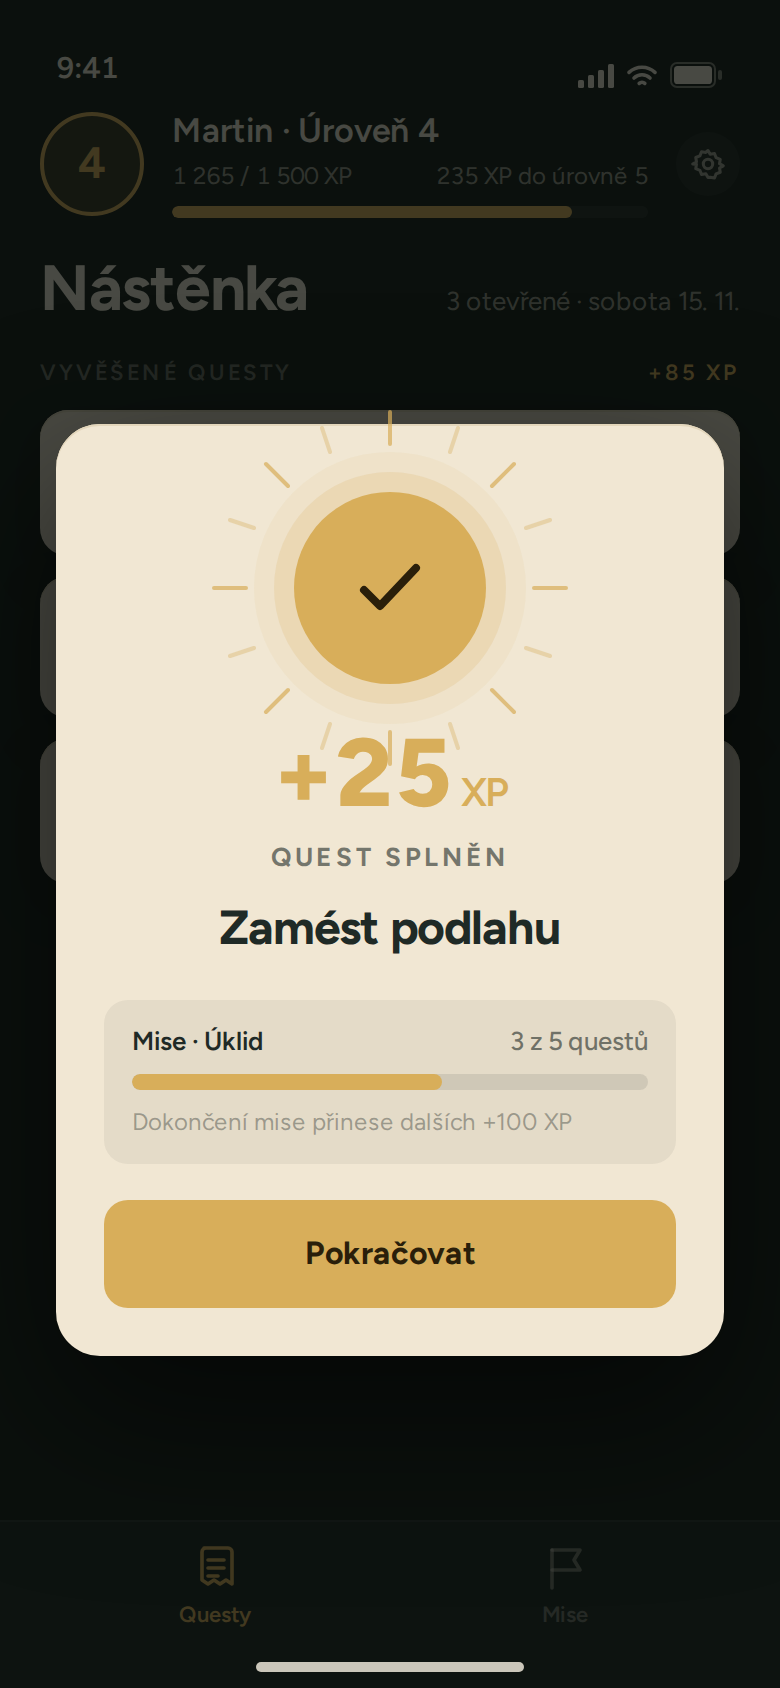 9:41
4
Martin · Úroveň 4
1 265 / 1 500 XP
235 XP do úrovně 5
Nástěnka
3 otevřené · sobota 15. 11.
VYVĚŠENÉ QUESTY
+85 XP
+25 XP
QUEST SPLNĚN
Zamést podlahu
Mise · Úklid
3 z 5 questů
Dokončení mise přinese dalších +100 XP
Pokračovat
Questy
Mise